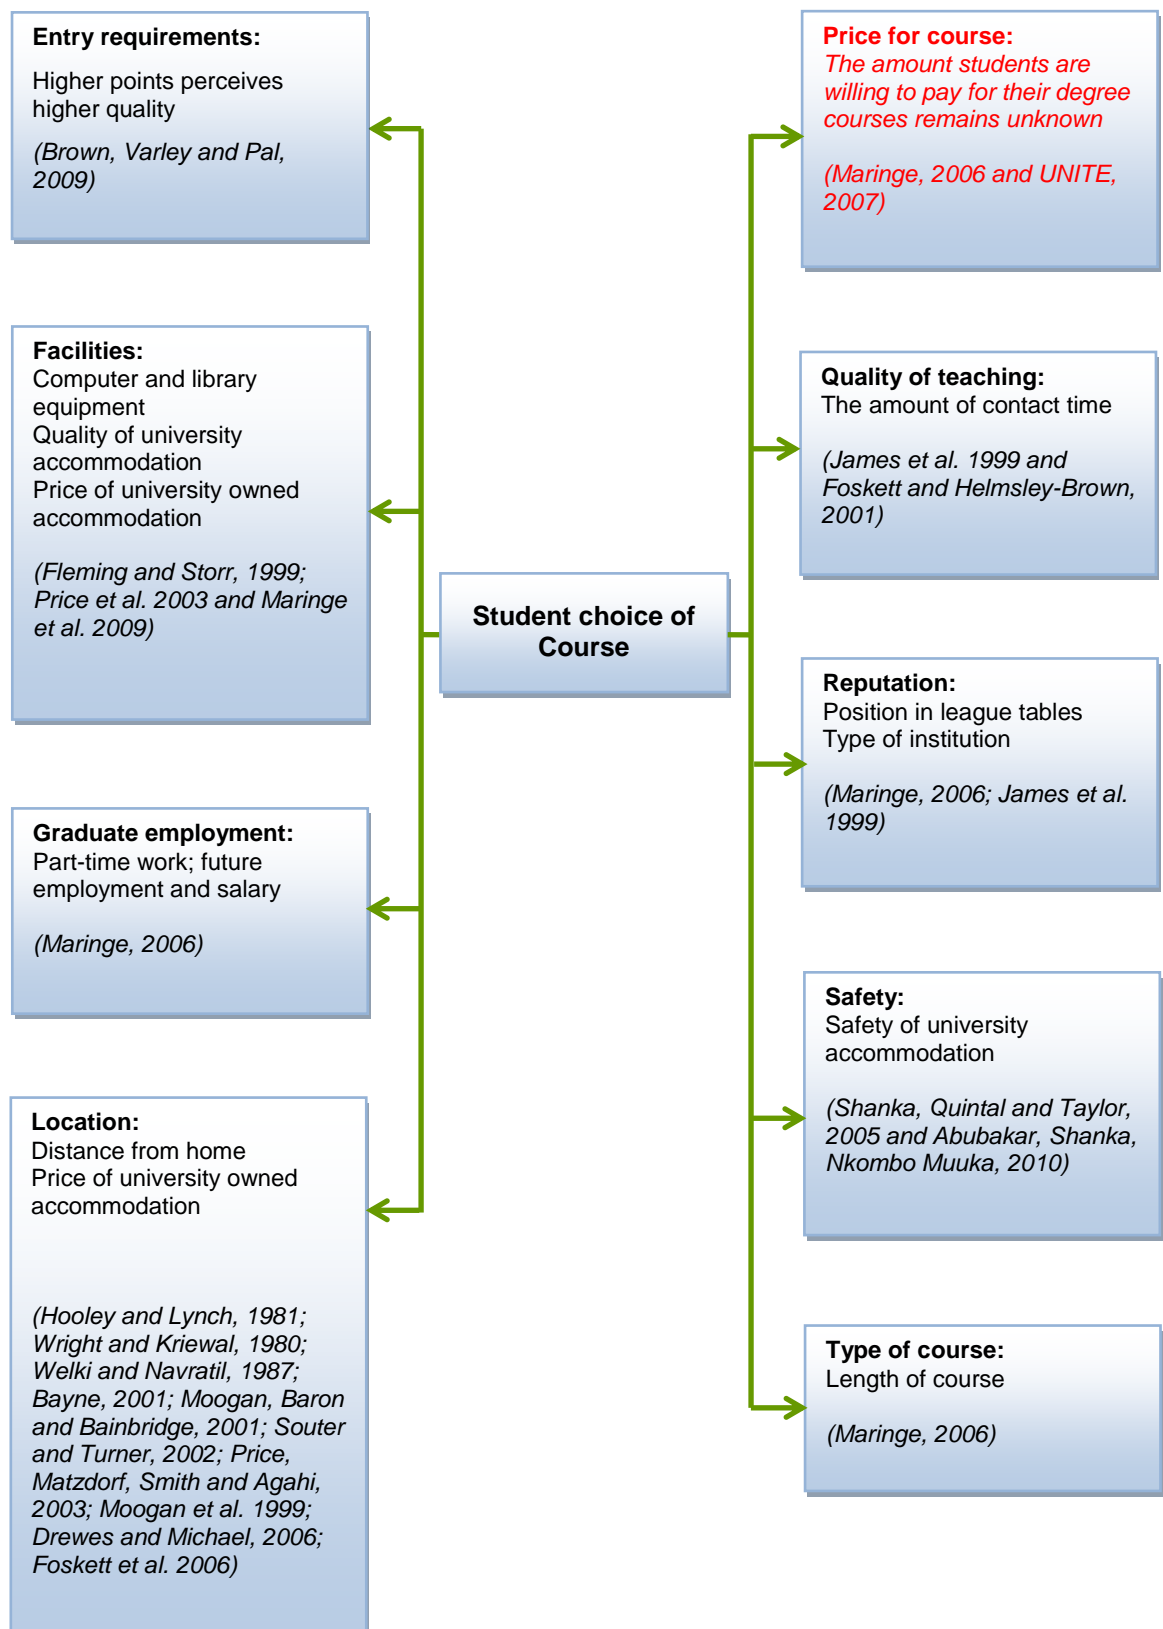 Entry requirements:
Higher points perceives
higher quality
(Brown, Varley and Pal,
2009)
Facilities:
Computer and library
equipment
Quality of university
accommodation
Price of university owned
accommodation
(Fleming and Storr, 1999;
Price et al. 2003 and Maringe
et al. 2009)
Graduate employment:
Part-time work; future
employment and salary
(Maringe, 2006)
Location:
Distance from home
Price of university owned
accommodation
(Hooley and Lynch, 1981;
Wright and Kriewal, 1980;
Welki and Navratil, 1987;
Bayne, 2001; Moogan, Baron
and Bainbridge, 2001; Souter
and Turner, 2002; Price,
Matzdorf, Smith and Agahi,
2003; Moogan et al. 1999;
Drewes and Michael, 2006;
Foskett et al. 2006)
Student choice of
Course
Price for course:
The amount students are
willing to pay for their degree
courses remains unknown
(Maringe, 2006 and UNITE,
2007)
Quality of teaching:
The amount of contact time
(James et al. 1999 and
Foskett and Helmsley-Brown,
2001)
Reputation:
Position in league tables
Type of institution
(Maringe, 2006; James et al.
1999)
Safety:
Safety of university
accommodation
(Shanka, Quintal and Taylor,
2005 and Abubakar, Shanka,
Nkombo Muuka, 2010)
Type of course:
Length of course
(Maringe, 2006)